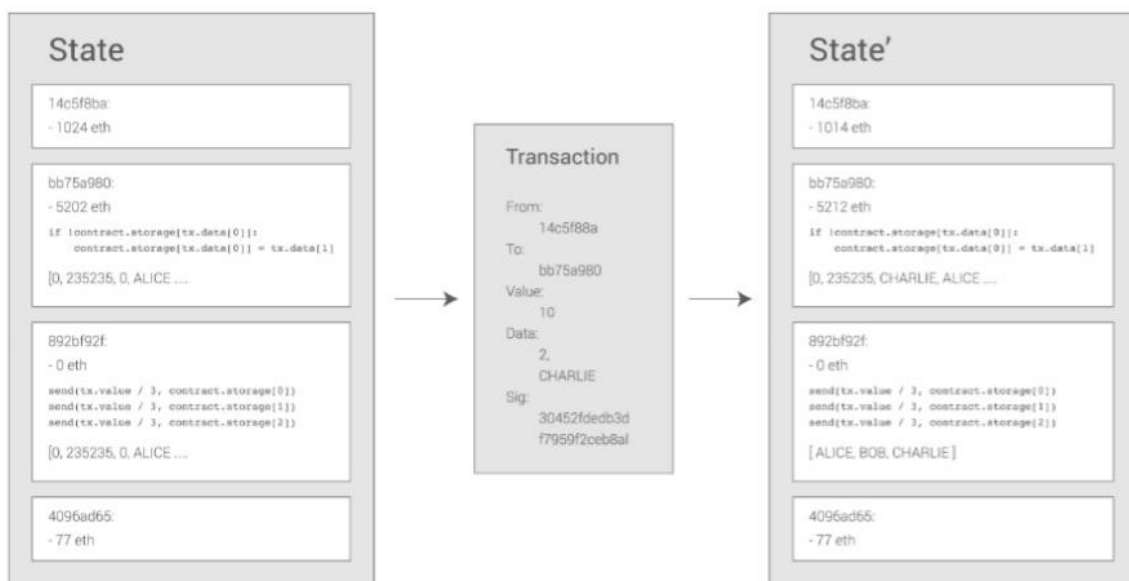 State
14c5f8ba:
- 1024 eth
bb75a980:
- 5202 eth
if !contract.storage[tx.data[0]]:
contract.storage[tx.data[0]] = tx.data[1]
[0, 235235, 0, ALICE .....
892bf92f:
- 0 eth
send(tx.value / 3, contract.storage[0])
send(tx.value / 3, contract.storage[1])
send(tx.value / 3, contract.storage[2])
[0, 235235, 0, ALICE .....
4096ad65:
- 77 eth
Transaction
From:
14c5f88a
To:
bb75a980
Value:
10
Data:
2,
CHARLIE
Sig:
30452fdedb3d
f7959f2ceb8a1
State’
14c5f8ba:
- 1014 eth
bb75a980:
- 5212 eth
if !contract.storage[tx.data[0]]:
contract.storage[tx.data[0]] = tx.data[1]
[0, 235235, CHARLIE, ALICE .....
892bf92f:
- 0 eth
send(tx.value / 3, contract.storage[0])
send(tx.value / 3, contract.storage[1])
send(tx.value / 3, contract.storage[2])
[ ALICE, BOB, CHARLIE ]
4096ad65:
- 77 eth